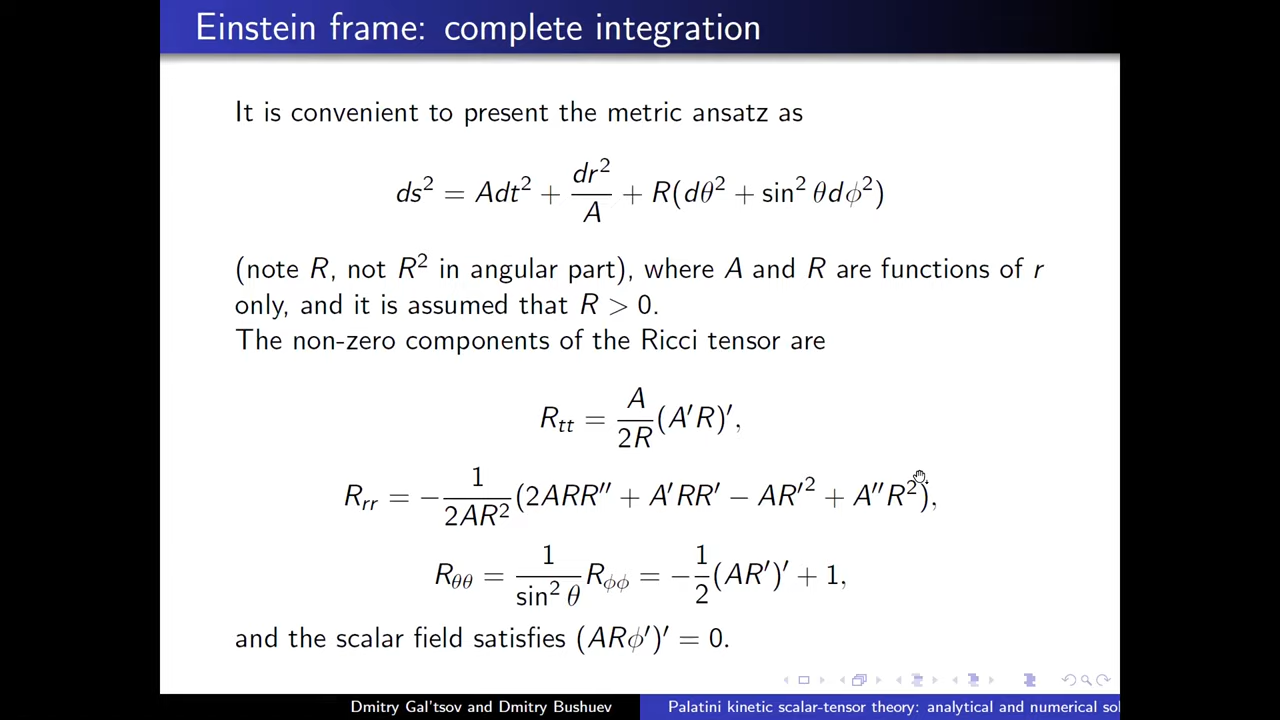 Einstein frame: complete integration
It is convenient to present the metric ansatz as
ds² = Adt² + dr²/A + R(dθ² + sin² θdϕ²)
(note R, not R² in angular part), where A and R are functions of r
only, and it is assumed that R > 0.
The non-zero components of the Ricci tensor are
R_tt = A/2R (A′R)′,
R_rr = − 1/2AR² (2ARR″ + A′RR′ − AR′² + A″R²),
R_θθ = 1/sin² θ R_ϕϕ = − 1/2 (AR′)′ + 1,
and the scalar field satisfies (ARϕ′)′ = 0.
Dmitry Gal'tsov and Dmitry Bushuev Palatini kinetic scalar-tensor theory: analytical and numerical sol